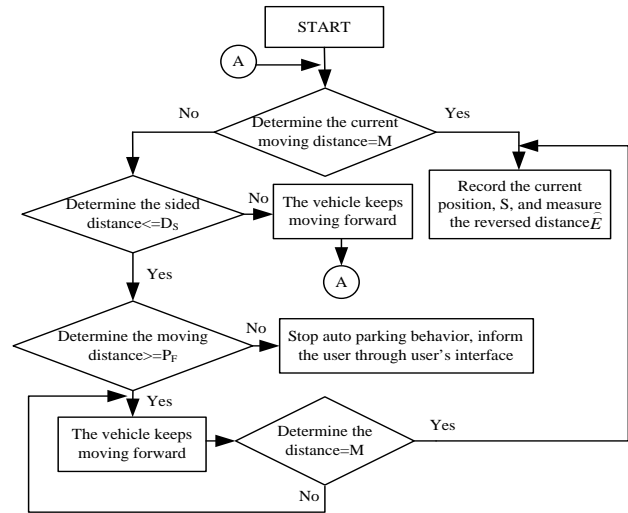 START
A
No
Yes
Determine the current
moving distance=M
Determine the sided
distance<=DS
No
The vehicle keeps
moving forward
Record the current
position, S, and measure
the reversed distance Ê
Yes
A
Determine the moving
distance>=PF
No
Stop auto parking behavior, inform
the user through user's interface
Yes
The vehicle keeps
moving forward
Determine the
distance=M
Yes
No